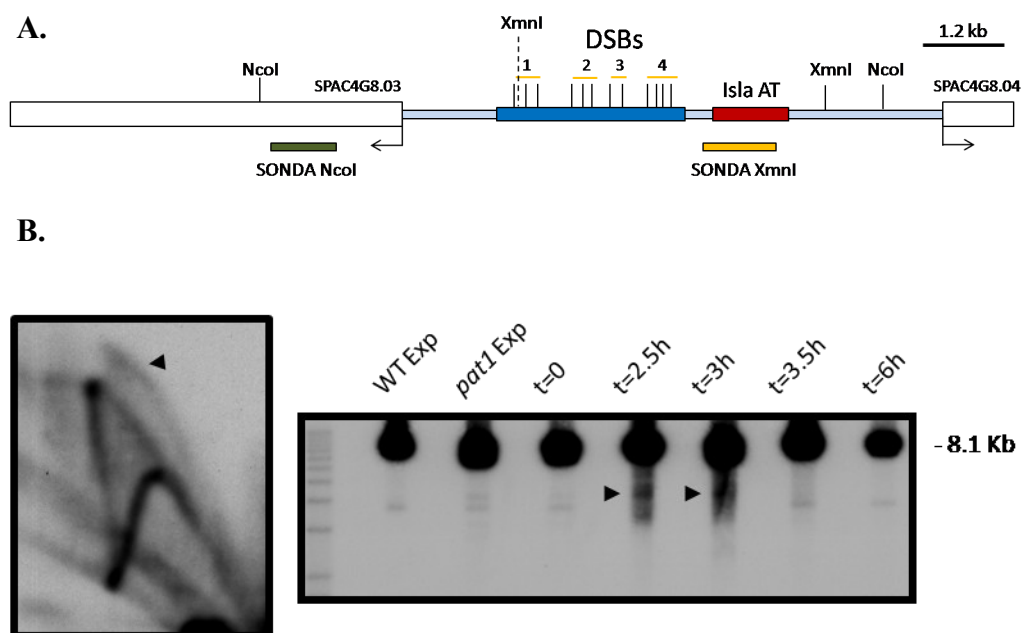 A.
XmnI
DSBs
1.2 kb
1 2 3 4
NcoI
SPAC4G8.03
Isla AT
XmnI
NcoI
SPAC4G8.04
SONDA NcoI
SONDA XmnI
B.
WT Exp
pat1 Exp
t=0
t=2.5h
t=3h
t=3.5h
t=6h
- 8.1 Kb